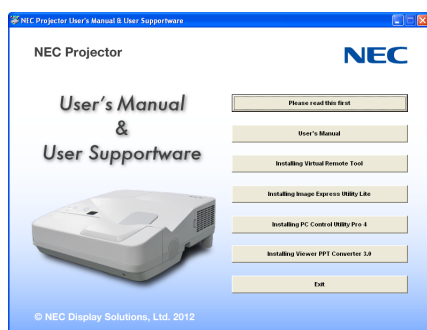 NEC Projector User's Manual & User Supportware
NEC Projector
NEC
User's Manual
&
User Supportware
Please read this first
User's Manual
Installing Virtual Remote Tool
Installing Image Express Utility Lite
Installing PC Control Utility Pro 4
Installing Viewer PPT Converter 3.0
Exit
© NEC Display Solutions, Ltd. 2012